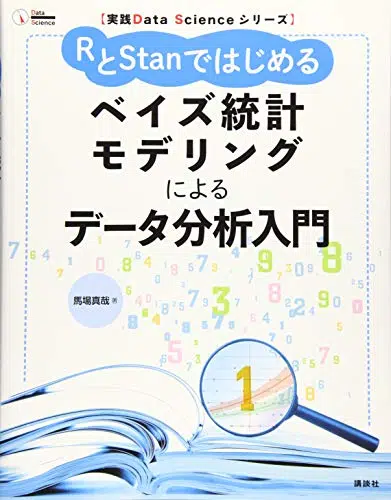 Data
Science
【実践Data Scienceシリーズ】
RとStanではじめる
ベイズ統計
モデリング
による
データ分析入門
馬場真哉 著
1
講談社